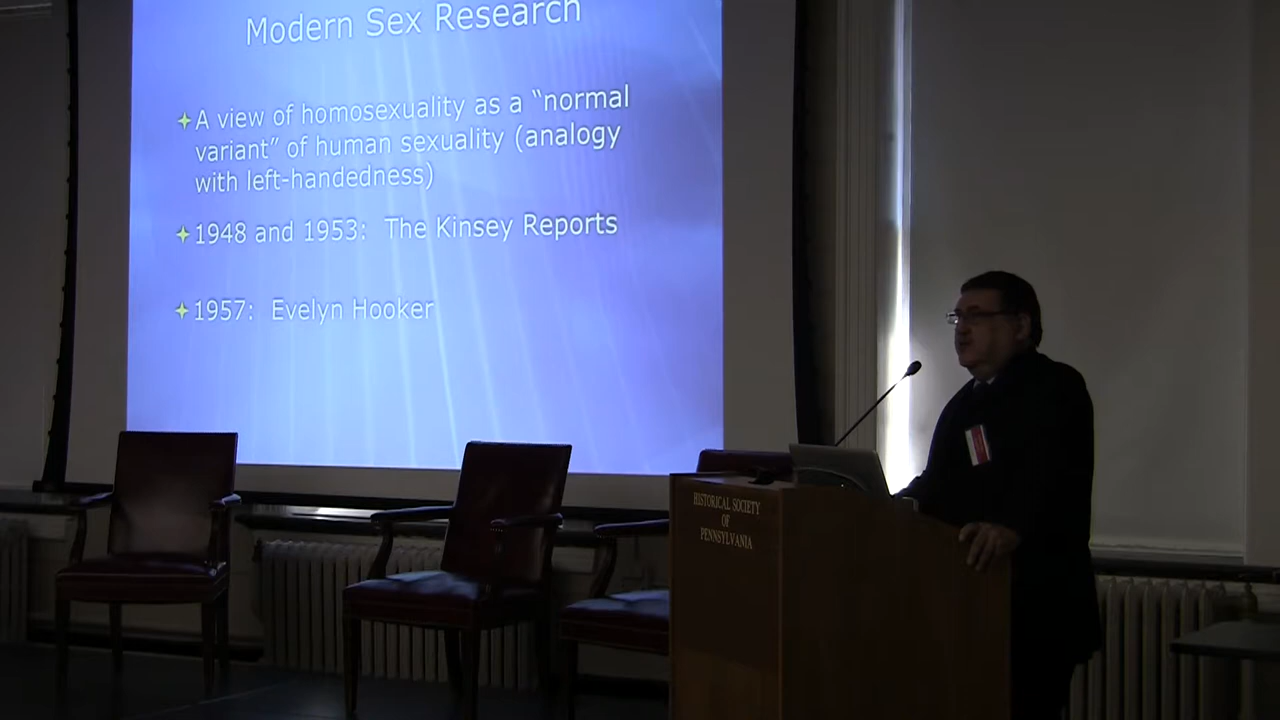 Modern Sex Research
A view of homosexuality as a “normal
variant” of human sexuality (analogy
with left-handedness)
1948 and 1953: The Kinsey Reports
1957: Evelyn Hooker
HISTORICAL SOCIETY
OF
PENNSYLVANIA